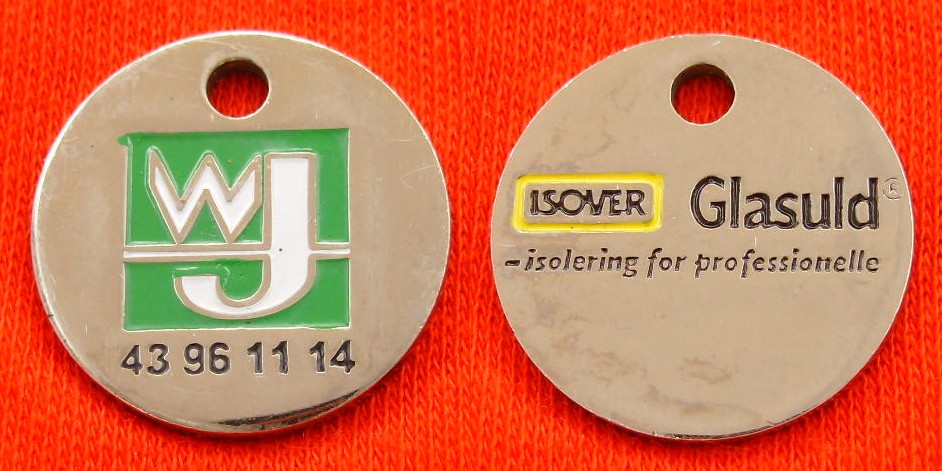 WJ
43 96 11 14
ISOVER Glasuld®
- isolering for professionelle